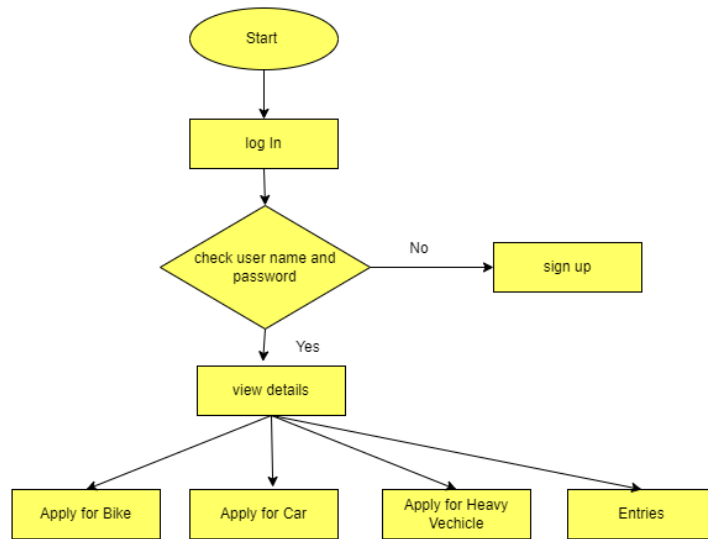 Start
log In
check user name and
password
No
sign up
Yes
view details
Apply for Bike
Apply for Car
Apply for Heavy
Vechicle
Entries